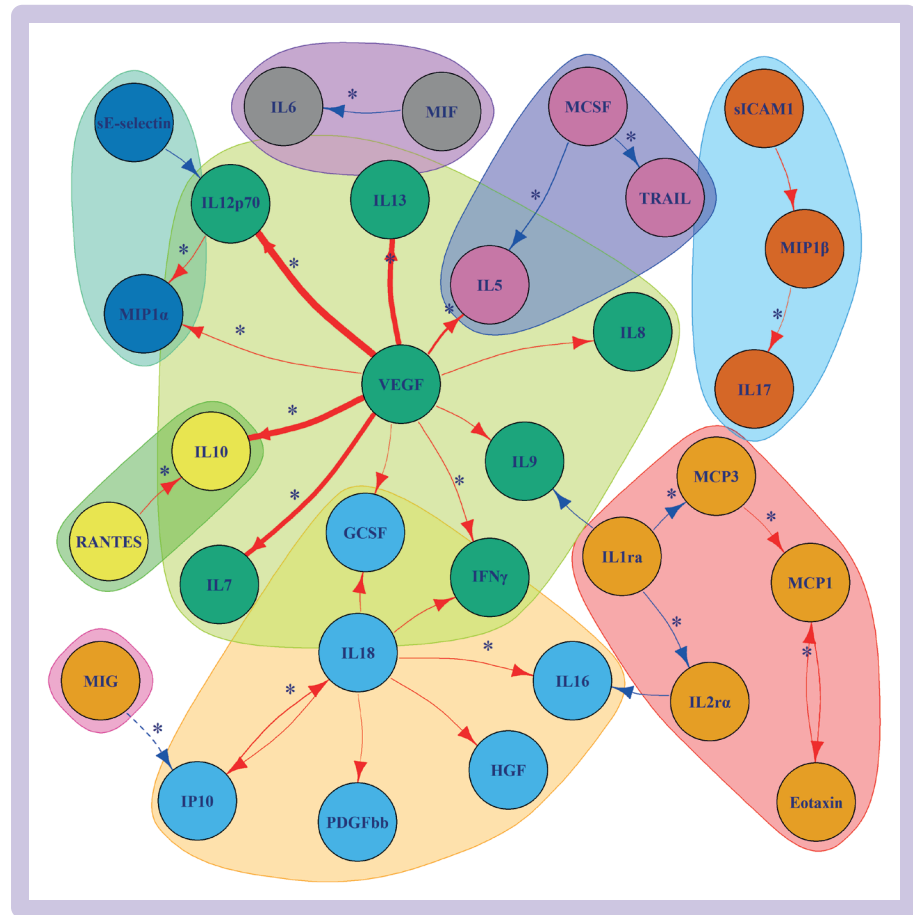 IL6
MIF
MCSF
sICAM1
sE-selectin
*
*
IL12p70
IL13
*
TRAIL
*
*
*
MIP1β
IL5
MIP1α
*
*
*
IL8
VEGF
IL17
*
IL10
*
*
*
IL9
*
MCP3
*
*
GCSF
RANTES
IL1ra
IL7
IFNγ
MCP1
*
*
IL18
*
MIG
*
IL16
IL2rα
*
HGF
IP10
PDGFbb
Eotaxin